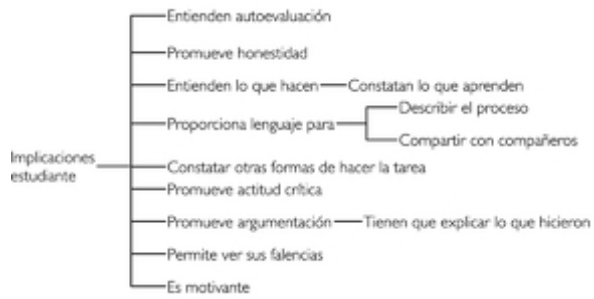 Entienden autoevaluación
Promueve honestidad
Entienden lo que hacen
Constatan lo que aprenden
Proporciona lenguaje para
Describir el proceso
Compartir con compañeros
Implicaciones
estudiante
Constatar otras formas de hacer la tarea
Promueve actitud crítica
Promueve argumentación
Tienen que explicar lo que hicieron
Permite ver sus falencias
Es motivante